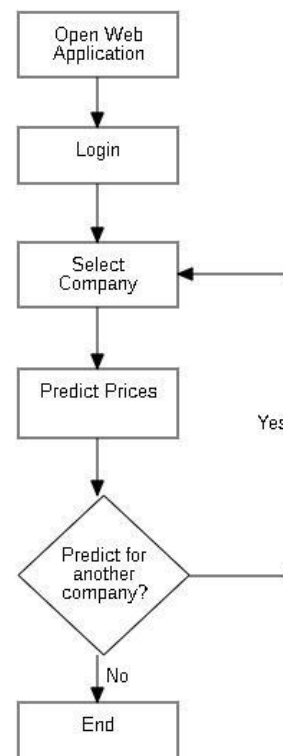 Open Web
Application
Login
Select
Company
Predict Prices
Yes
Predict for
another
company?
No
End